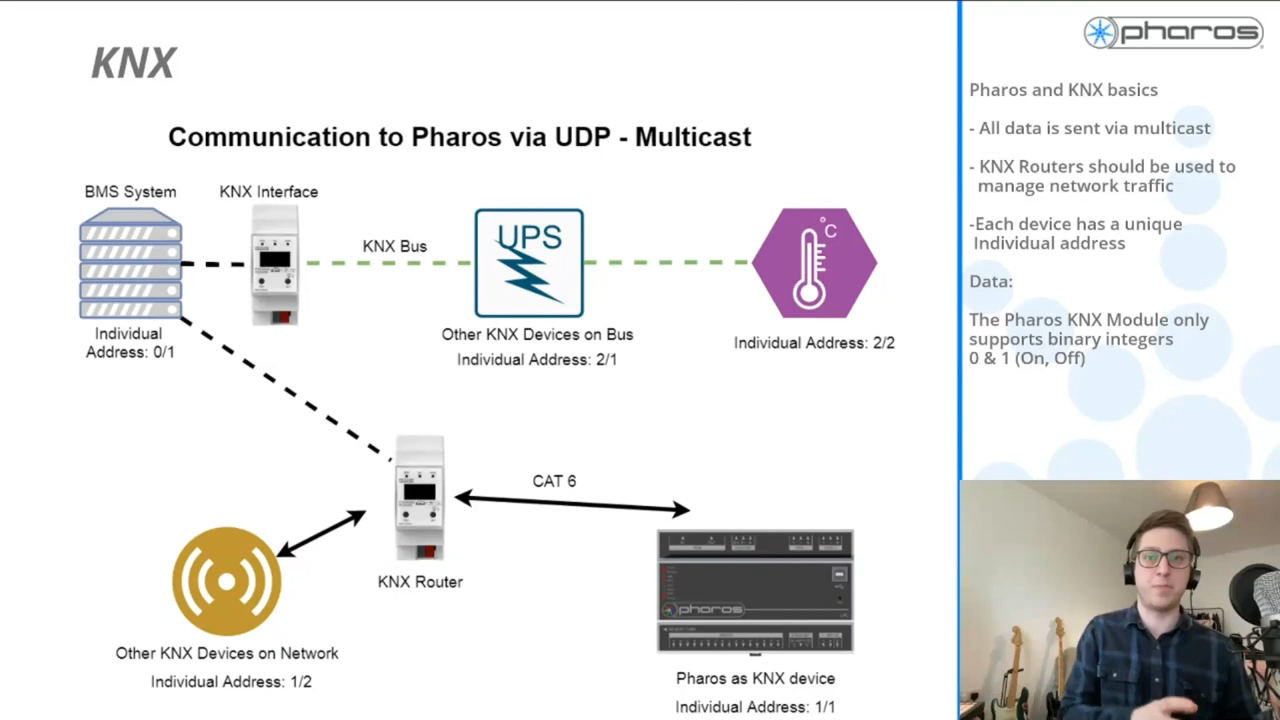 KNX
Communication to Pharos via UDP - Multicast
BMS System
KNX Interface
KNX Bus
UPS
°C
Individual
Address: 0/1
Other KNX Devices on Bus
Individual Address: 2/1
Individual Address: 2/2
CAT 6
KNX Router
pharos
Other KNX Devices on Network
Individual Address: 1/2
Pharos as KNX device
Individual Address: 1/1
pharos
Pharos and KNX basics
- All data is sent via multicast
- KNX Routers should be used to
manage network traffic
-Each device has a unique
Individual address
Data:
The Pharos KNX Module only
supports binary integers
0 & 1 (On, Off)